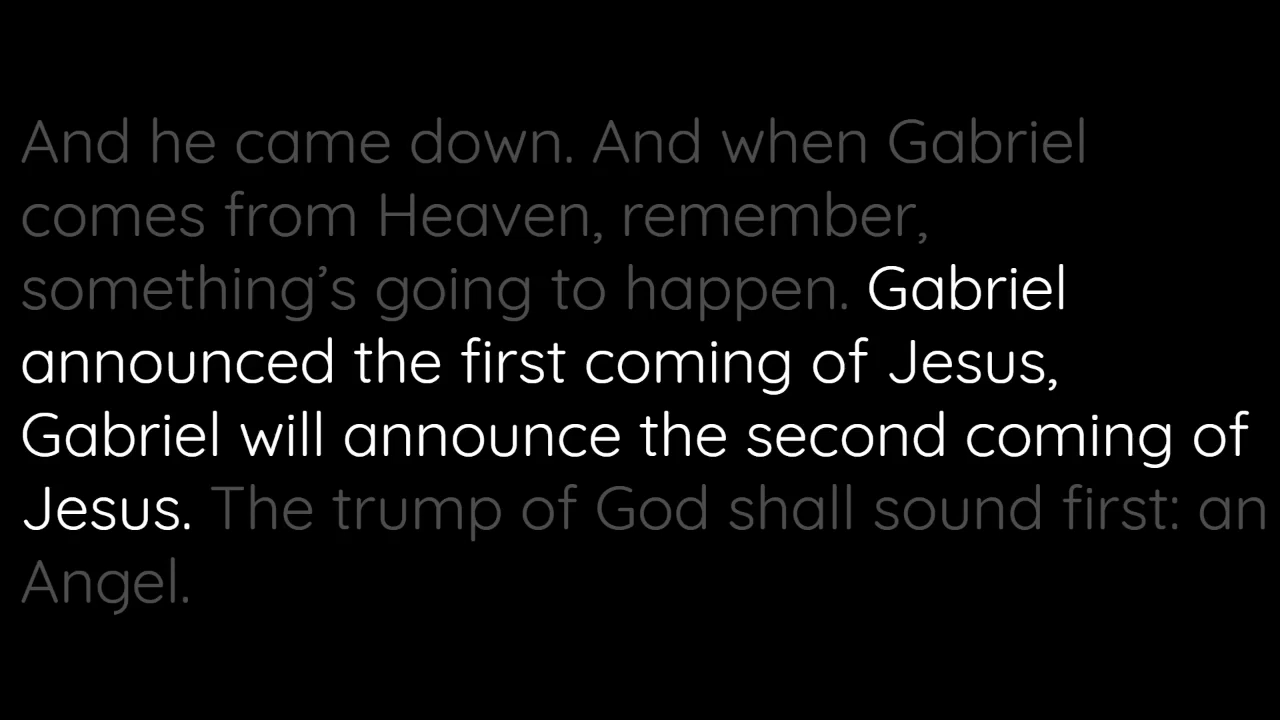 And he came down. And when Gabriel
comes from Heaven, remember,
something’s going to happen. Gabriel
announced the first coming of Jesus,
Gabriel will announce the second coming of
Jesus. The trump of God shall sound first: an
Angel.